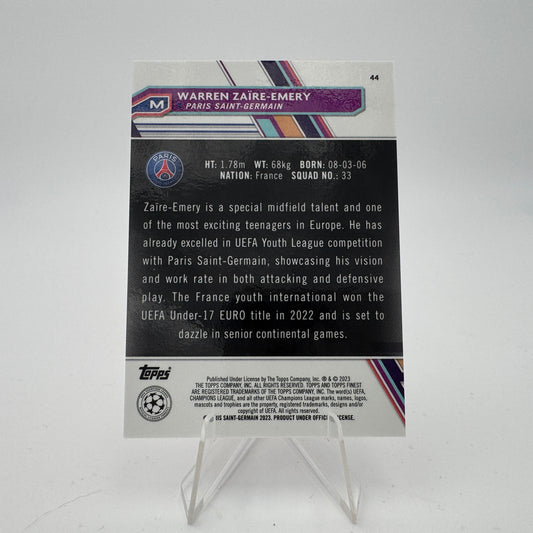 44
M
WARREN ZAÏRE-EMERY
PARIS SAINT-GERMAIN
PARIS
HT: 1.78m WT: 68kg BORN: 08-03-06
NATION: France SQUAD NO.: 33
Zaïre-Emery is a special midfield talent and one
of the most exciting teenagers in Europe. He has
already excelled in UEFA Youth League competition
with Paris Saint-Germain, showcasing his vision
and work rate in both attacking and defensive
play. The France youth international won the
UEFA Under-17 EURO title in 2022 and is set to
dazzle in senior continental games.
Topps
Published Under License by The Topps Company, Inc. ® & © 2023
THE TOPPS COMPANY, INC. ALL RIGHTS RESERVED. TOPPS AND TOPPS FINEST
ARE REGISTERED TRADEMARKS OF THE TOPPS COMPANY, INC. The word(s) UEFA,
CHAMPIONS LEAGUE, and all other UEFA Champions League marks, names, logos,
mascots and trophies are the property, registered trademarks, designs and/or
copyright of UEFA. All rights reserved.
SAINT-GERMAIN 2023. PRODUCT UNDER OFFICIAL LICENSE.